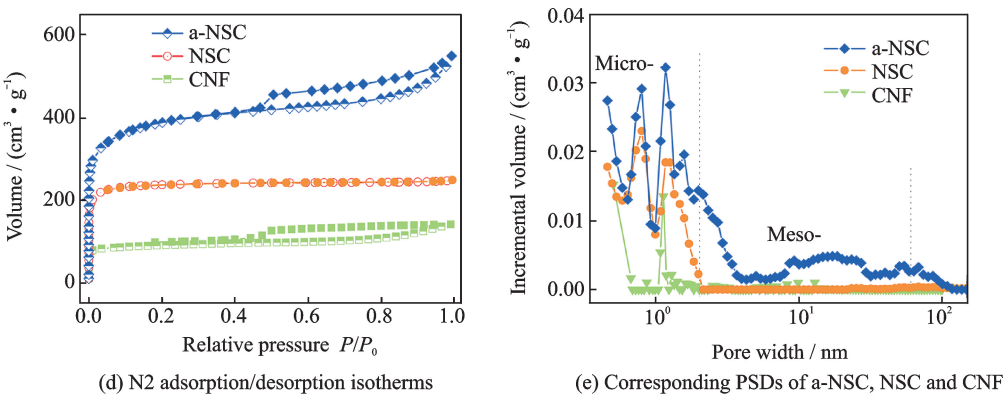 600
400
200
0
Volume / (cm³ • g⁻¹)
a-NSC
NSC
CNF
0.0 0.2 0.4 0.6 0.8 1.0
Relative pressure P/P₀
(d) N2 adsorption/desorption isotherms
0.04
0.03
0.02
0.01
0.00
Incremental volume / (cm³ • g⁻¹)
Micro-
Meso-
a-NSC
NSC
CNF
10⁰ 10¹ 10²
Pore width / nm
(e) Corresponding PSDs of a-NSC, NSC and CNF